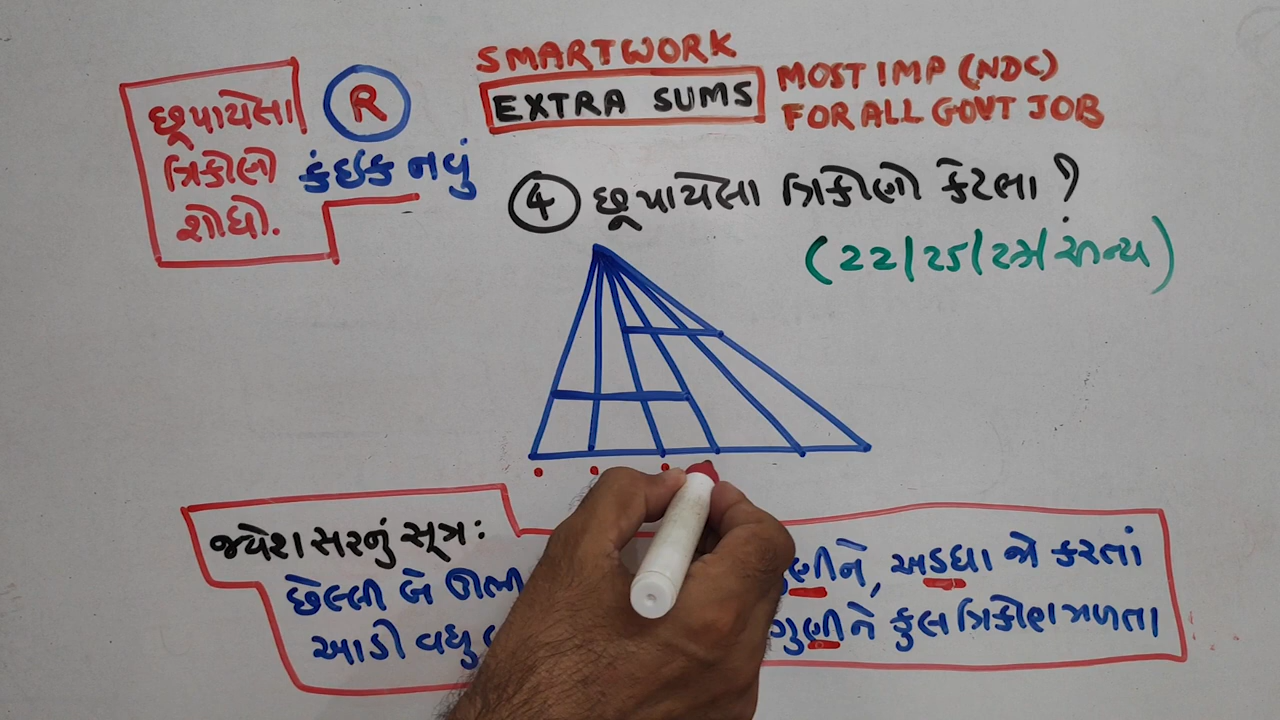 SMARTWORK
EXTRA SUMS
MOST IMP (NDC)
FOR ALL GOVT JOB
છૂપાયેલા
ત્રિકોણો
શોધો.
R
કંઈક નવું
④ છૂપાયેલા ત્રિકોણો કેટલા ?
(22/25/28/અન્ય)
જયેશ સરનું સૂત્ર:
છેલ્લી બે ઊભી ગુણીને, અડધા જો કરતાં
આડી વધુ ગુણીને કુલ ત્રિકોણ મળતા